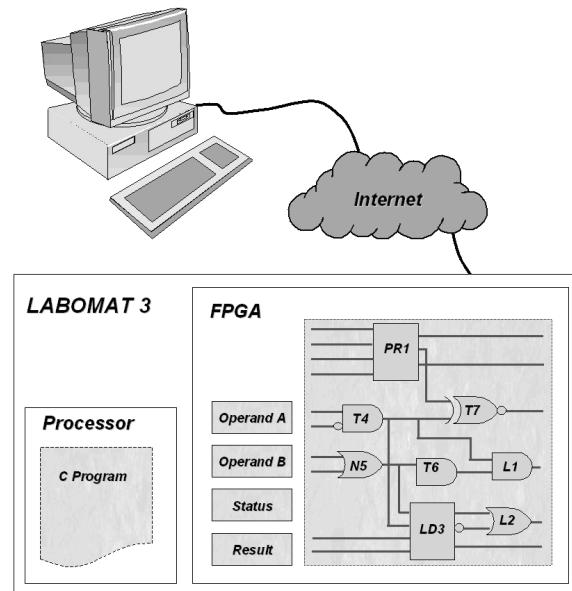 Internet
LABOMAT 3
FPGA
PR1
Operand A
T4
T7
Processor
C Program
Operand B
N5
T6
L1
Status
LD3
L2
Result